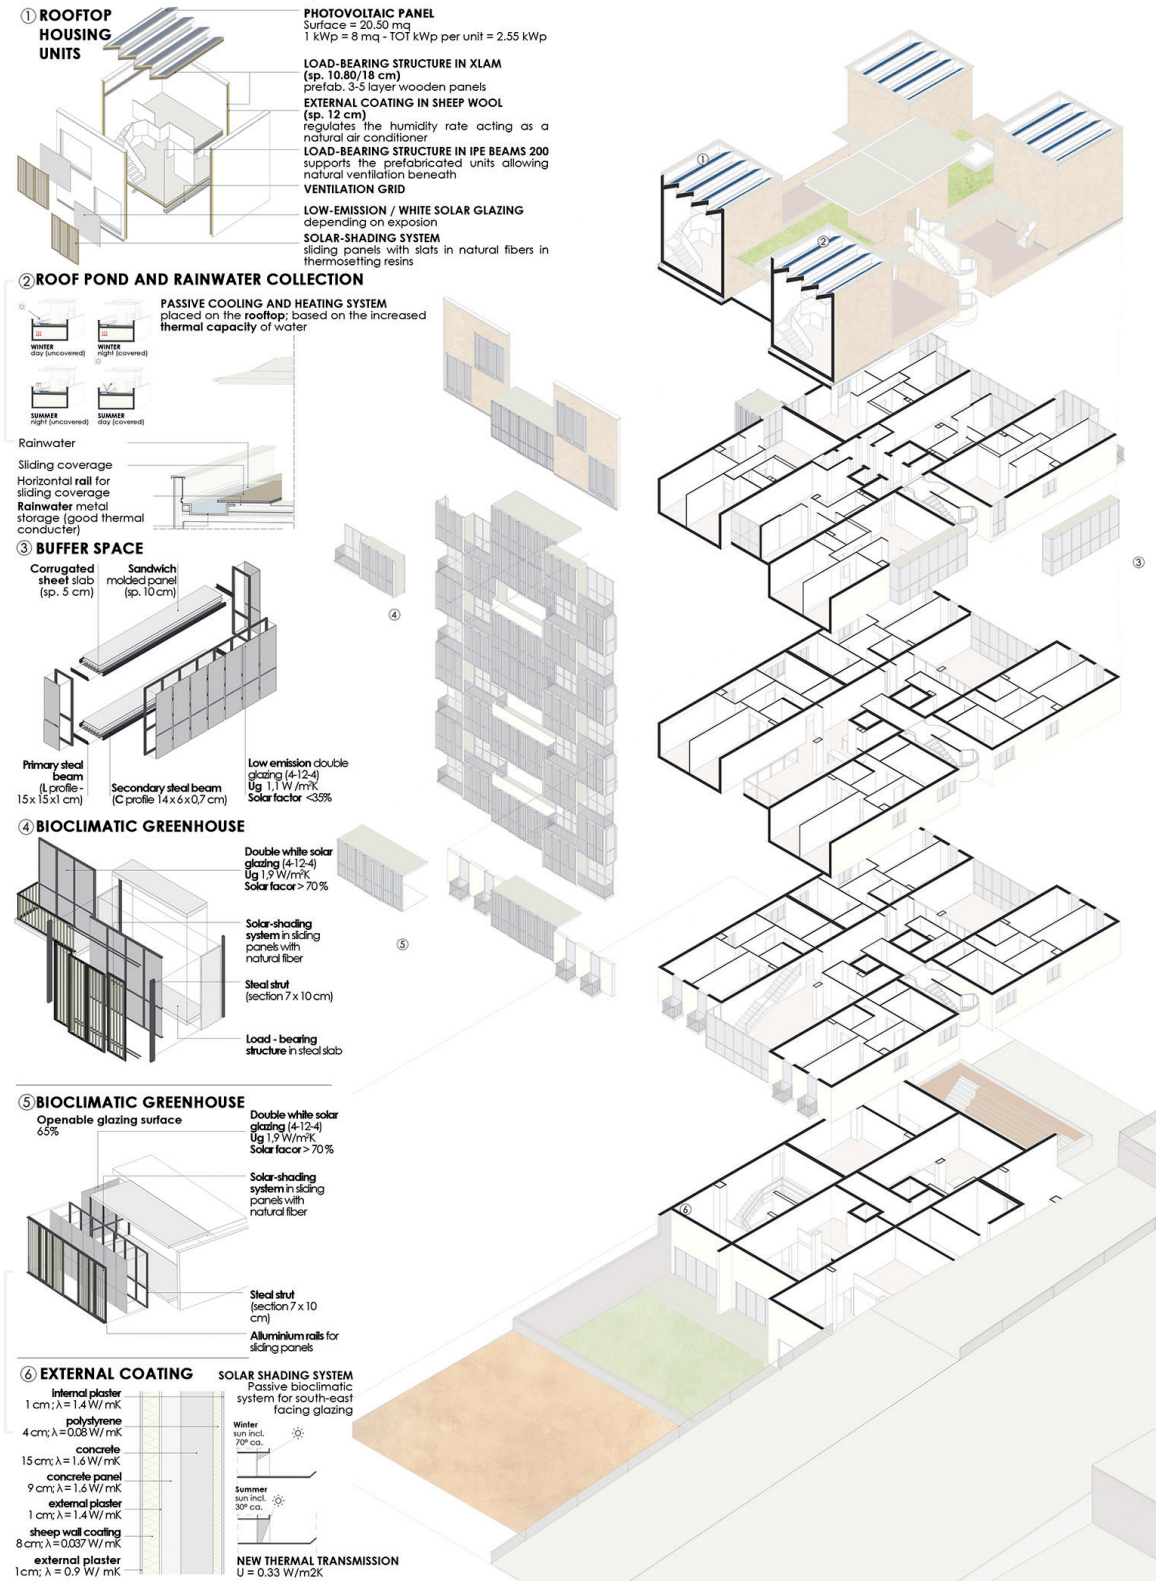 ① ROOFTOP
HOUSING
UNITS
PHOTOVOLTAIC PANEL
Surface = 20.50 mq
1 kWp = 8 mq - TOT kWp per unit = 2.55 kWp
LOAD-BEARING STRUCTURE IN XLAM
(sp. 10.80/18 cm)
prefab. 3-5 layer wooden panels
EXTERNAL COATING IN SHEEP WOOL
(sp. 12 cm)
regulates the humidity rate acting as a
natural air conditioner
LOAD-BEARING STRUCTURE IN IPE BEAMS 200
supports the prefabricated units allowing
natural ventilation beneath
VENTILATION GRID
LOW-EMISSION / WHITE SOLAR GLAZING
depending on exposion
SOLAR-SHADING SYSTEM
sliding panels with slats in natural fibers in
thermosetting resins
② ROOF POND AND RAINWATER COLLECTION
PASSIVE COOLING AND HEATING SYSTEM
placed on the rooftop; based on the increased
thermal capacity of water
WINTER
day (uncovered)
WINTER
night (covered)
SUMMER
night (uncovered)
SUMMER
day (covered)
Rainwater
Sliding coverage
Horizontal rail for
sliding coverage
Rainwater metal
storage (good thermal
conducter)
③ BUFFER SPACE
Corrugated
sheet slab
(sp. 5 cm)
Sandwich
molded panel
(sp. 10 cm)
Primary steal
beam
(L profile -
15 x 15 x1 cm)
Secondary steal beam
(C profile 14 x 6 x 0,7 cm)
Low emission double
glazing (4-12-4)
Ug 1,1 W /m²K
Solar factor <35%
④ BIOCLIMATIC GREENHOUSE
Double white solar
glazing (4-12-4)
Ug 1,9 W/m²K
Solar facor > 70 %
Solar-shading
system in sliding
panels with
natural fiber
Steal strut
(section 7 x 10 cm)
Load - bearing
structure in steal slab
⑤ BIOCLIMATIC GREENHOUSE
Openable glazing surface
65%
Double white solar
glazing (4-12-4)
Ug 1,9 W/m²K
Solar facor > 70 %
Solar-shading
system in sliding
panels with
natural fiber
Steal strut
(section 7 x 10
cm)
Alluminium rails for
sliding panels
⑥ EXTERNAL COATING
internal plaster
1 cm ; λ = 1.4 W/ mK
polystyrene
4 cm; λ = 0.08 W/ mK
concrete
15 cm; λ = 1.6 W/ mK
concrete panel
9 cm; λ = 1.6 W/ mK
external plaster
1 cm; λ = 1.4 W/ mK
sheep wall coating
8 cm; λ = 0.037 W/ mK
external plaster
1cm; λ = 0.9 W/ mK
SOLAR SHADING SYSTEM
Passive bioclimatic
system for south-east
facing glazing
Winter
sun incl.
70° ca.
Summer
sun incl.
30° ca.
NEW THERMAL TRANSMISSION
U = 0.33 W/m2K
①
②
③
④
⑤
⑥